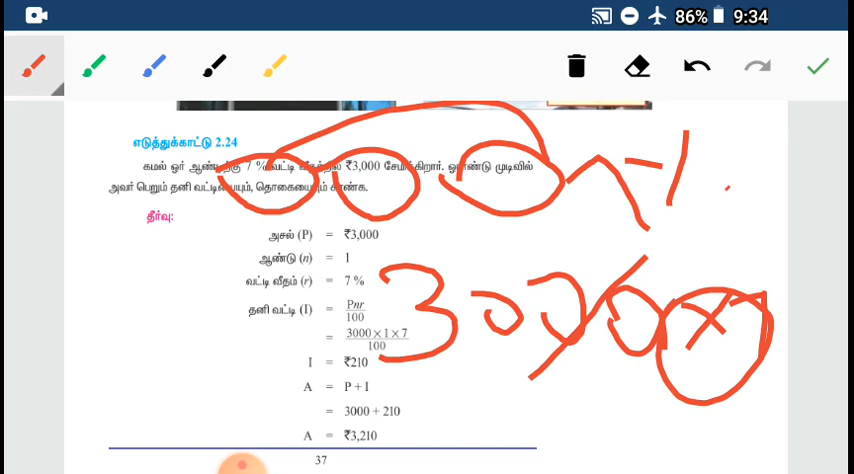 86% 9:34
எடுத்துக்காட்டு 2.24
கமல் ஓர் ஆண்டிற்கு 7 % வட்டி வீதத்தில் ₹3,000 சேமிக்கிறார். ஓராண்டு முடிவில்
அவர் பெறும் தனி வட்டியையும், தொகையையும் காண்க.
தீர்வு:
அசல் (P) = ₹3,000
ஆண்டு (n) = 1
வட்டி வீதம் (r) = 7 %
தனி வட்டி (I) = Pnr/100
= 3000×1×7/100
I = ₹210
A = P + I
= 3000 + 210
A = ₹3,210
37